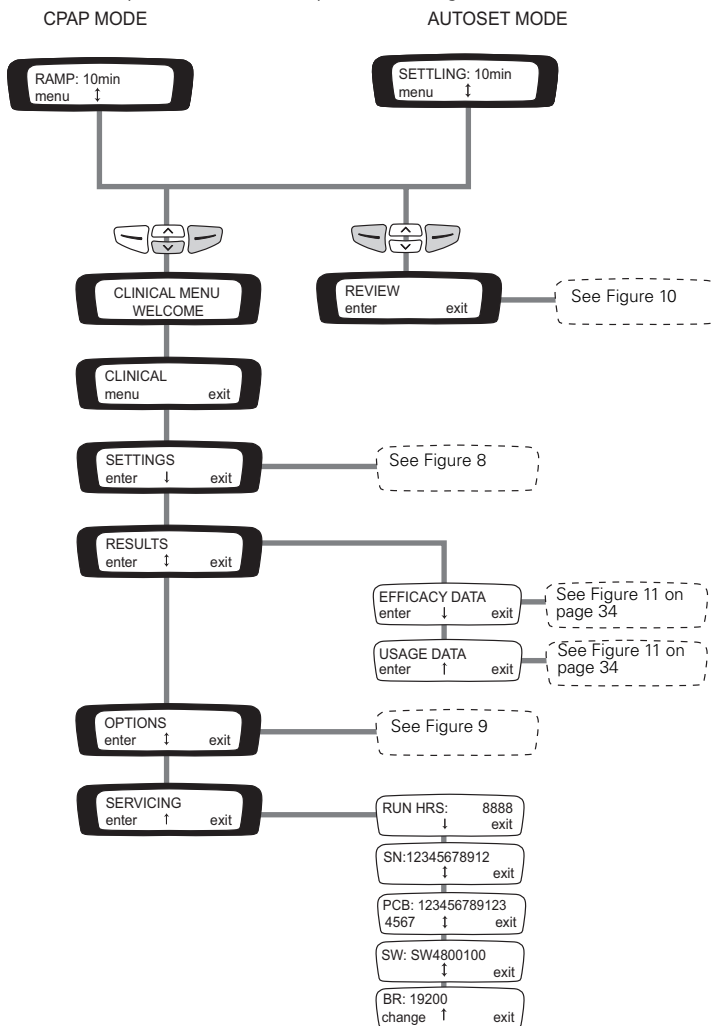 CPAP MODE
AUTOSET MODE
RAMP: 10min
menu ↕
SETTLING: 10min
menu ↕
CLINICAL MENU
WELCOME
REVIEW
enter exit
See Figure 10
CLINICAL
menu exit
SETTINGS
enter ↓ exit
See Figure 8
RESULTS
enter ↕ exit
EFFICACY DATA
enter ↓ exit
See Figure 11 on
page 34
USAGE DATA
enter ↑ exit
See Figure 11 on
page 34
OPTIONS
enter ↕ exit
See Figure 9
SERVICING
enter ↑ exit
RUN HRS: 8888
↓ exit
SN:12345678912
↕ exit
PCB: 123456789123
4567 ↕ exit
SW: SW4800100
↕ exit
BR: 19200
change ↑ exit